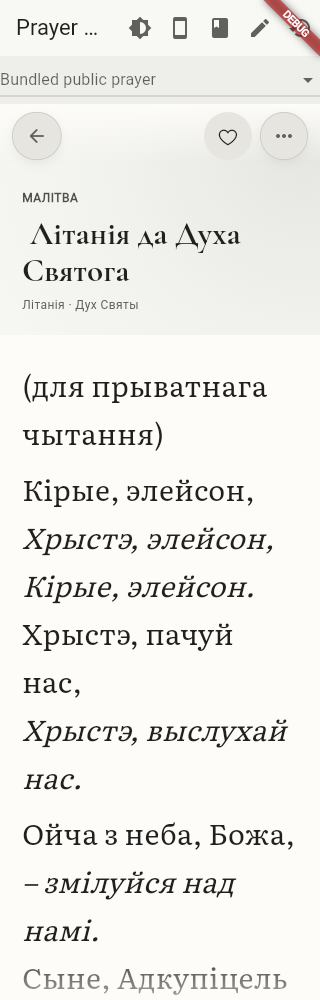 Prayer ...
DEBUG
Bundled public prayer
МАЛІТВА
Літанія да Духа
Святога
Літанія · Дух Святы
(для прыватнага
чытання)
Кірые, элейсон,
Хрыстэ, элейсон,
Кірые, элейсон.
Хрыстэ, пачуй
нас,
Хрыстэ, выслухай
нас.
Ойча з неба, Божа,
– змілуйся над
намі.
Сыне, Адкупіцель